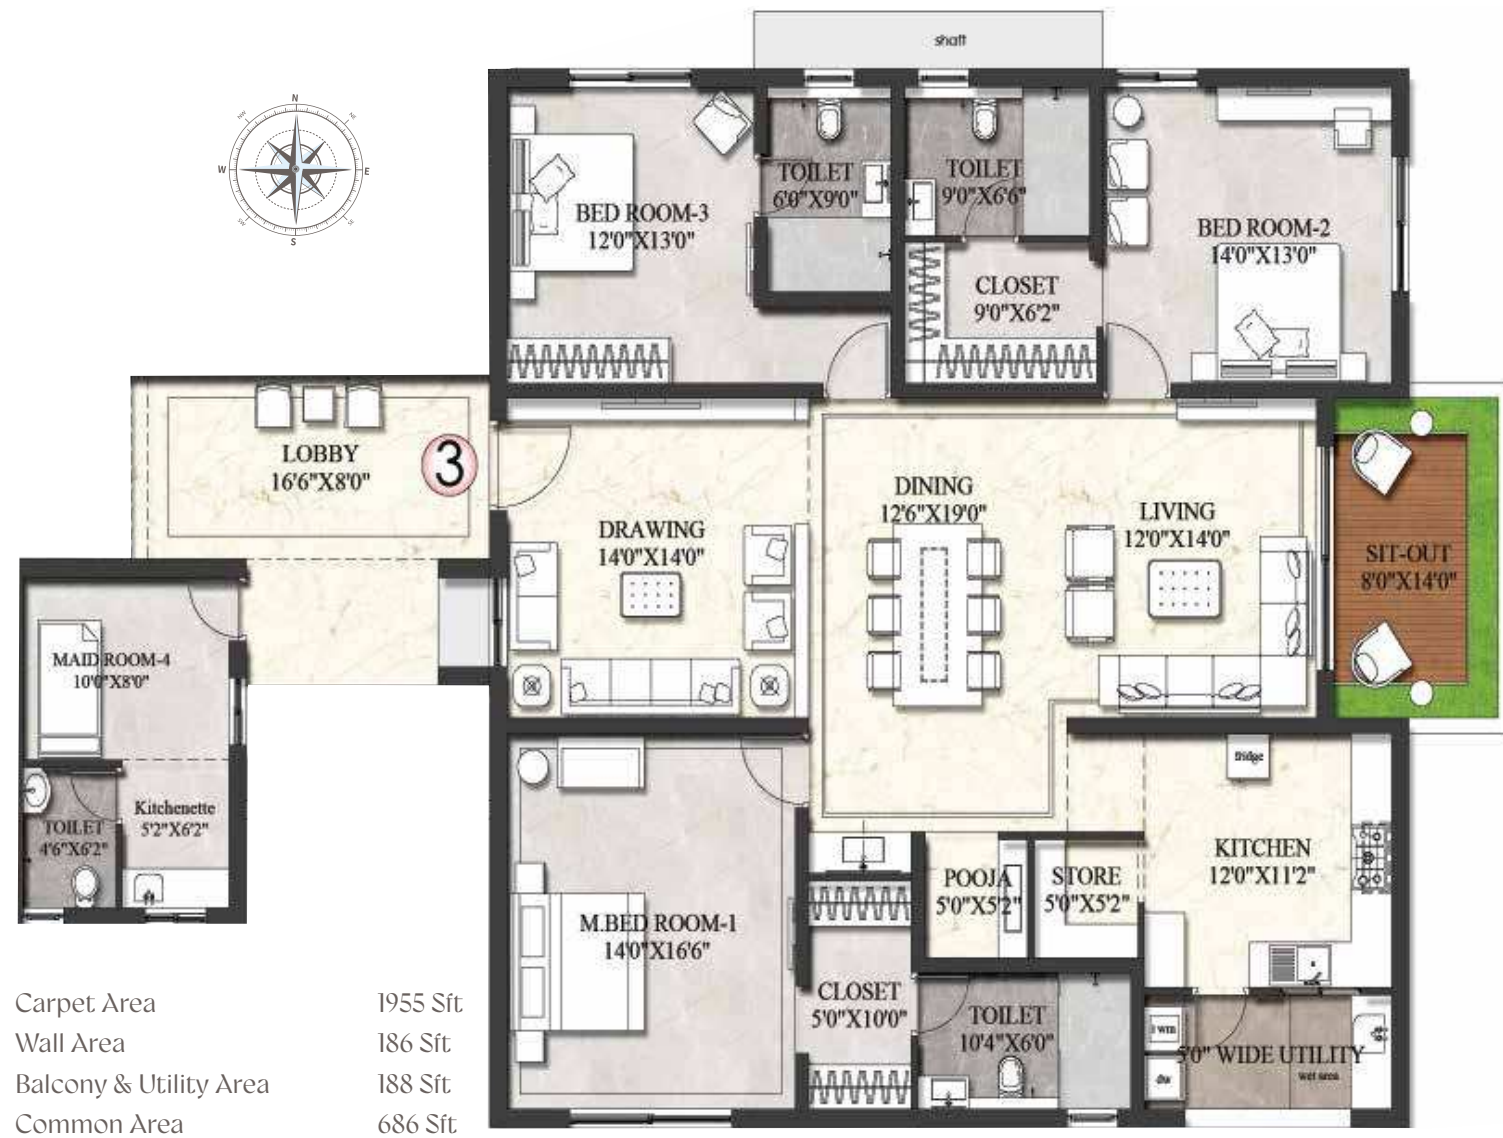 shaft
N
NE
E
SE
S
SW
W
NW
BED ROOM-3
12'0"X13'0"
TOILET
6'0"X9'0"
TOILET
9'0"X6'6"
BED ROOM-2
14'0"X13'0"
CLOSET
9'0"X6'2"
LOBBY
16'6"X8'0"
3
DRAWING
14'0"X14'0"
DINING
12'6"X19'0"
LIVING
12'0"X14'0"
SIT-OUT
8'0"X14'0"
MAID ROOM-4
10'0"X8'0"
Kitchenette
5'2"X6'2"
TOILET
4'6"X6'2"
fridge
KITCHEN
12'0"X11'2"
POOJA
5'0"X5'2"
STORE
5'0"X5'2"
M.BED ROOM-1
14'0"X16'6"
CLOSET
5'0"X10'0"
TOILET
10'4"X6'0"
5'0" WIDE UTILITY
wet area
dw
Carpet Area 1955 Sft
Wall Area 186 Sft
Balcony & Utility Area 188 Sft
Common Area 686 Sft